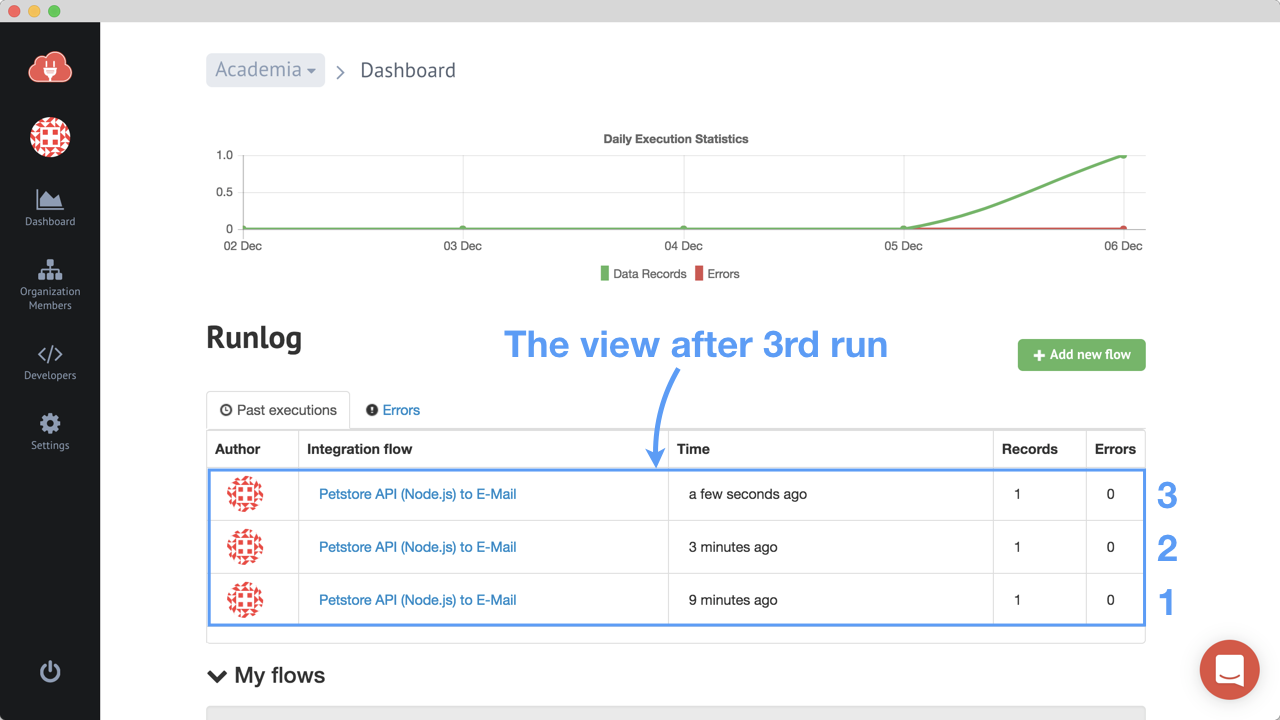 Academia
Dashboard
Dashboard
Organization
Members
Developers
Settings
Daily Execution Statistics
1.0
0.5
0
02 Dec 03 Dec 04 Dec 05 Dec 06 Dec
Data Records Errors
Runlog
The view after 3rd run
Add new flow
Past executions Errors
Author Integration flow Time Records Errors
Petstore API (Node.js) to E-Mail a few seconds ago 1 0 3
Petstore API (Node.js) to E-Mail 3 minutes ago 1 0 2
Petstore API (Node.js) to E-Mail 9 minutes ago 1 0 1
My flows